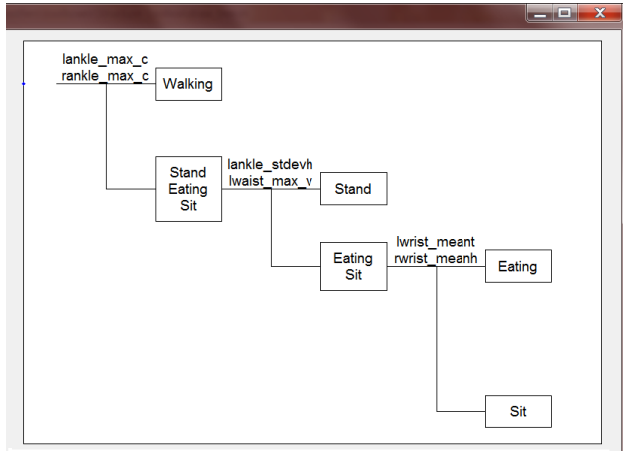 lankle_max_c
rankle_max_c
Walking
Stand
Eating
Sit
lankle_stdevh
lwaist_max_v
Stand
Eating
Sit
lwrist_meant
rwrist_meanh
Eating
Sit